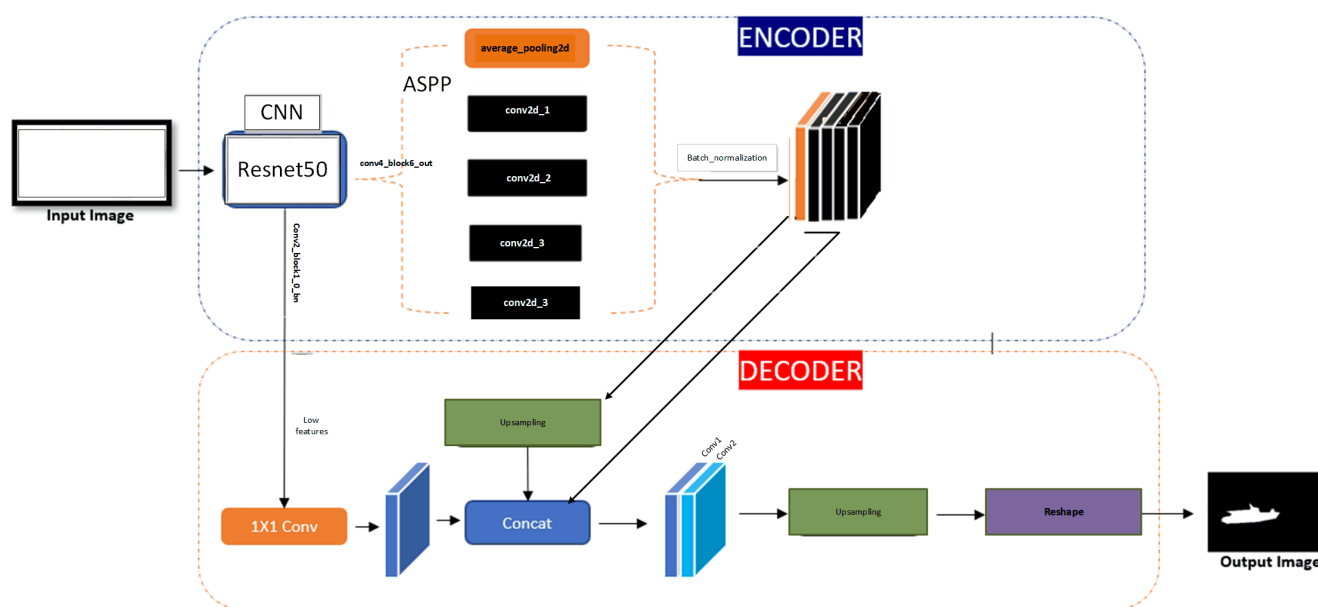 ENCODER
average_pooling2d
ASPP
conv2d_1
CNN
Resnet50
conv4_block6_out
Batch_normalization
conv2d_2
Input Image
conv2d_3
conv2d_3
Conv2_block1_0_bn
DECODER
Low
features
Upsampling
Conv1
Conv2
1X1 Conv
Concat
Upsampling
Reshape
Output Image